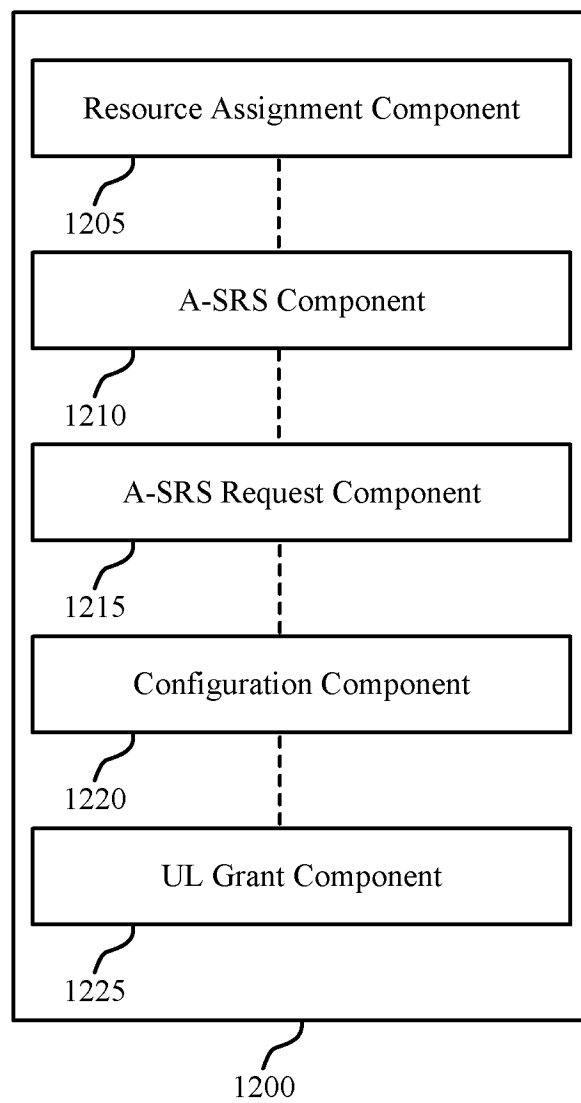 Resource Assignment Component
1205
A-SRS Component
1210
A-SRS Request Component
1215
Configuration Component
1220
UL Grant Component
1225
1200